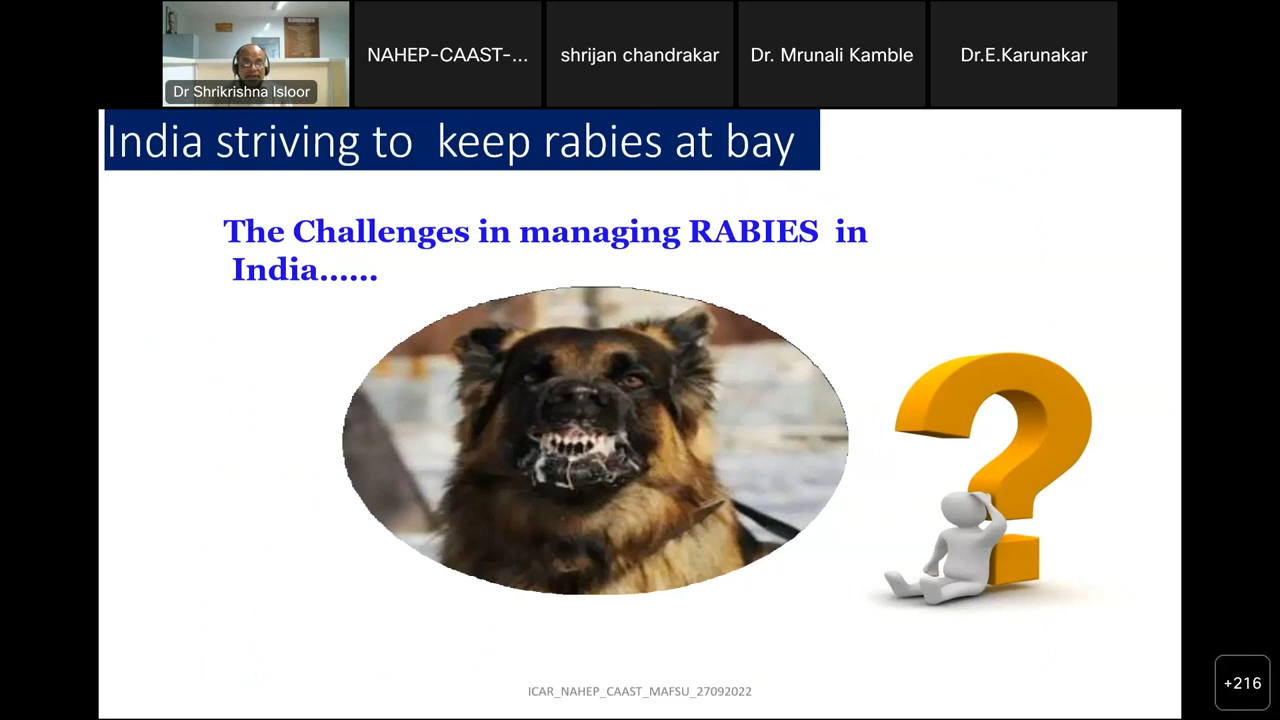 Dr Shrikrishna Isloor
NAHEP-CAAST-...
shrijan chandrakar
Dr. Mrunali Kamble
Dr.E.Karunakar
India striving to keep rabies at bay
The Challenges in managing RABIES in
India......
ICAR_NAHEP_CAAST_MAFSU_27092022
+216